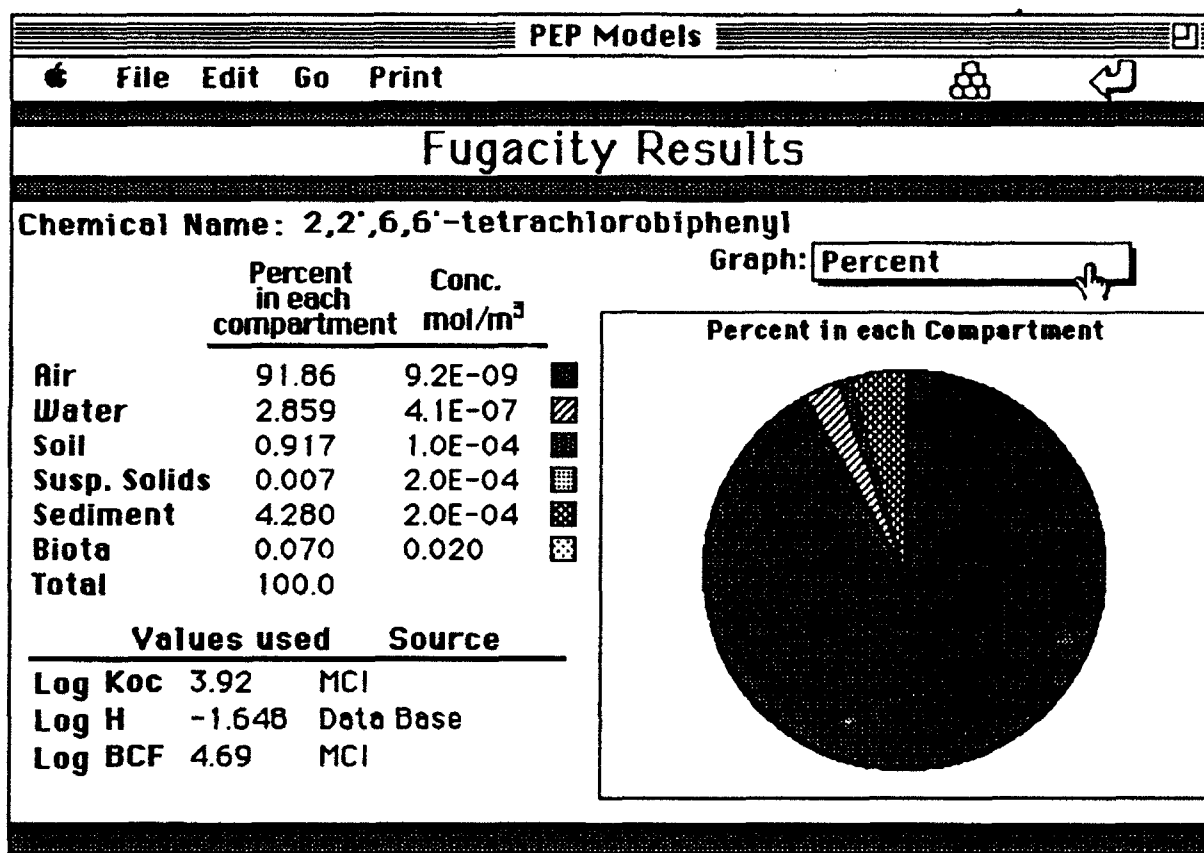 PEP Models
File Edit Go Print
Fugacity Results
Chemical Name: 2,2',6,6'-tetrachlorobiphenyl
Graph: Percent
Percent in each compartment Conc. mol/m³
Air 91.86 9.2E-09
Water 2.859 4.1E-07
Soil 0.917 1.0E-04
Susp. Solids 0.007 2.0E-04
Sediment 4.280 2.0E-04
Biota 0.070 0.020
Total 100.0
Percent in each Compartment
Values used Source
Log Koc 3.92 MCI
Log H -1.648 Data Base
Log BCF 4.69 MCI